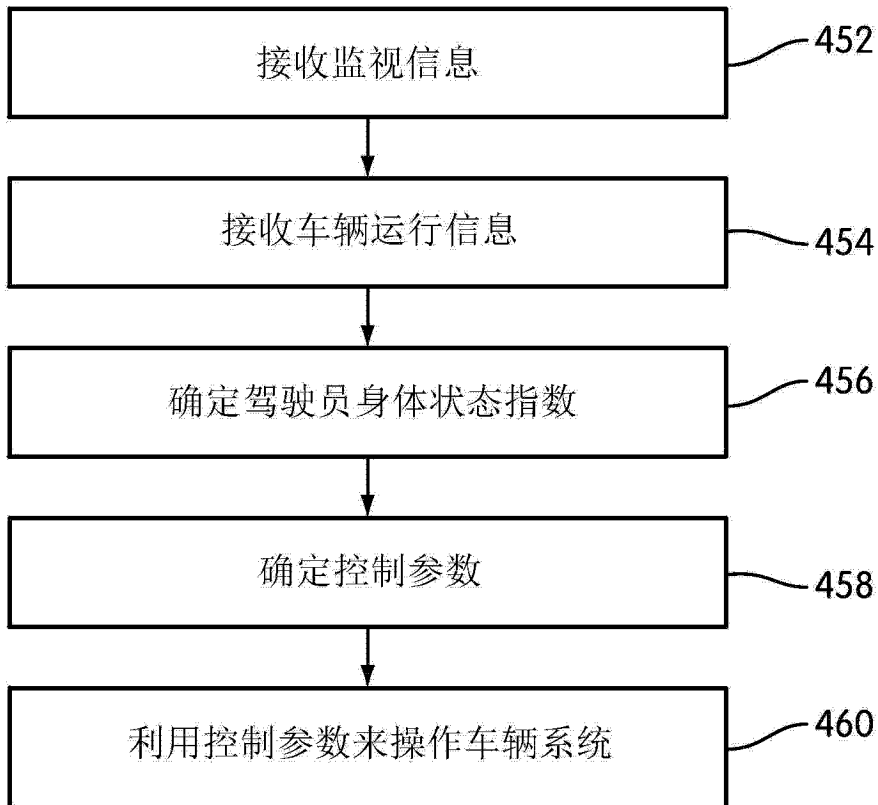 接收监视信息
452
接收车辆运行信息
454
确定驾驶员身体状态指数
456
确定控制参数
458
利用控制参数来操作车辆系统
460